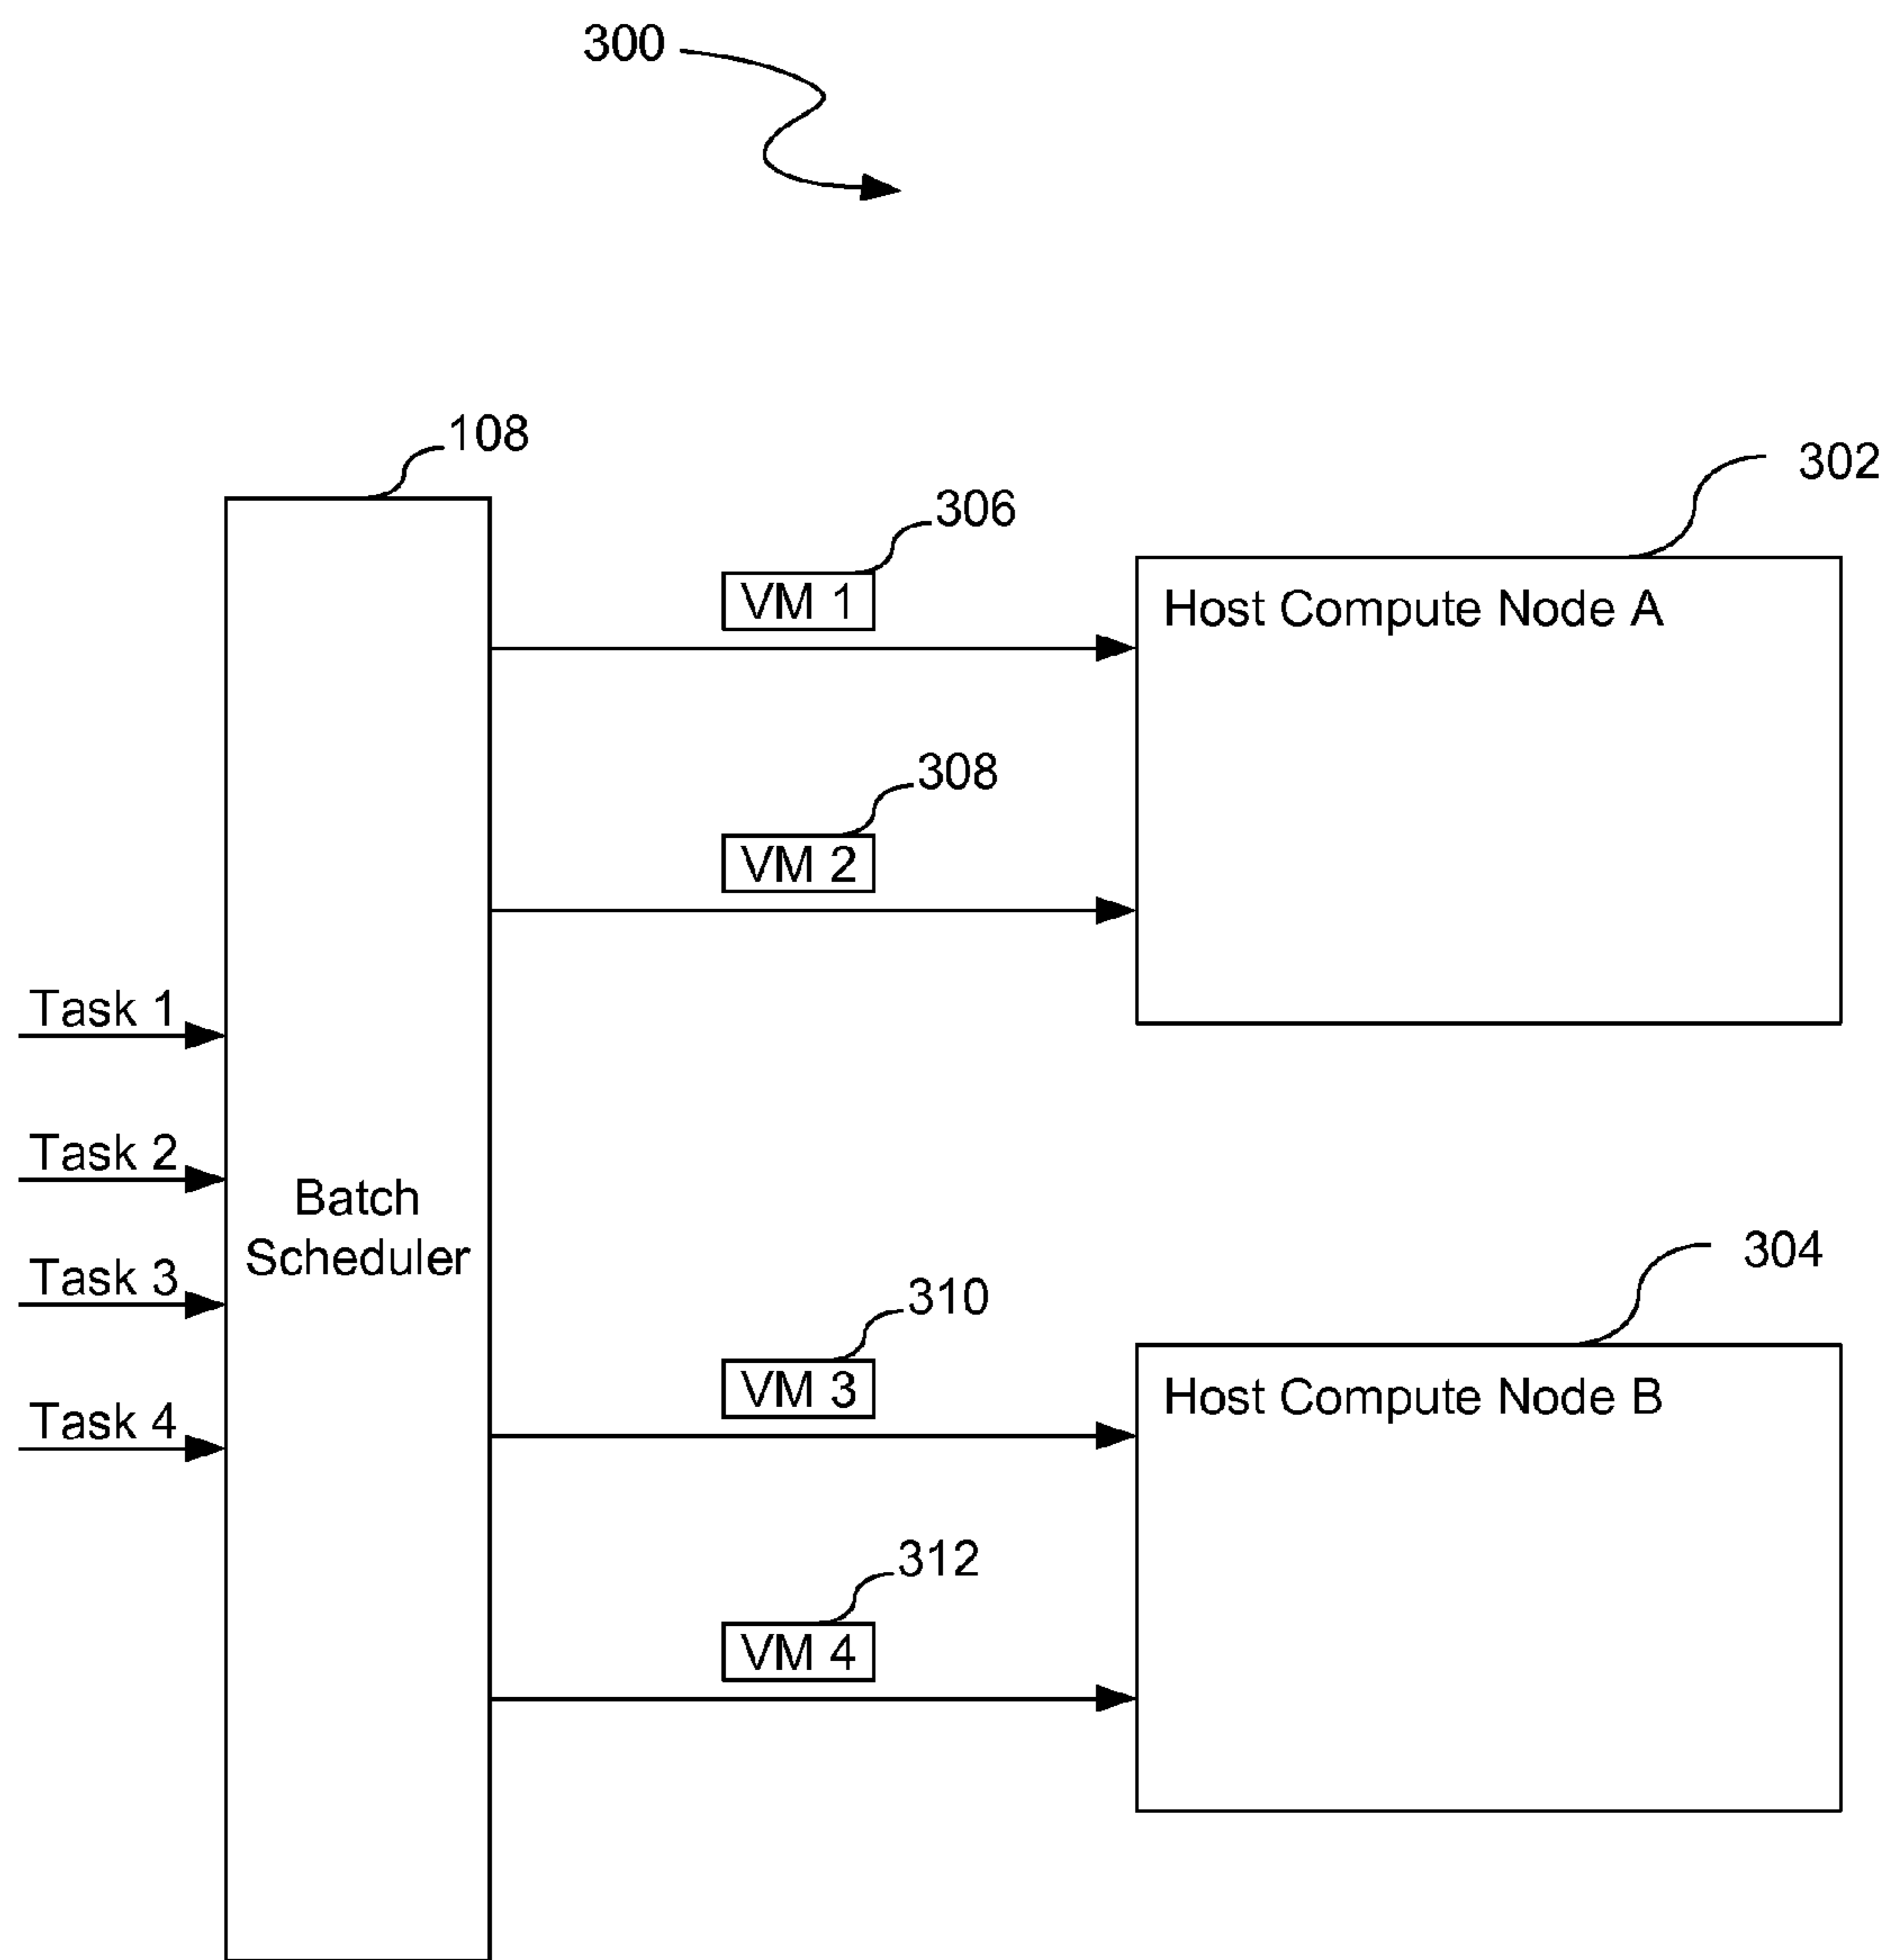 300
108
302
306
VM 1
Host Compute Node A
308
VM 2
Task 1
Task 2
Batch
Scheduler
Task 3
Task 4
304
310
VM 3
Host Compute Node B
312
VM 4